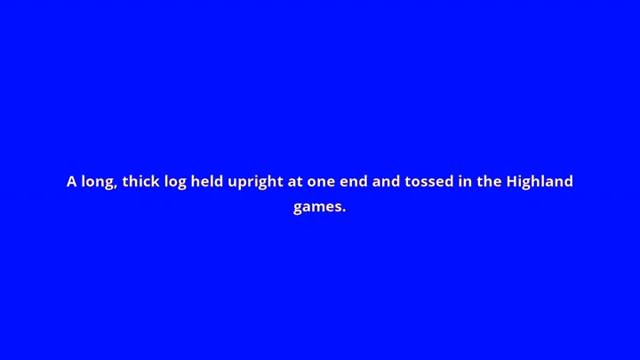 A long, thick log held upright at one end and tossed in the Highland
games.